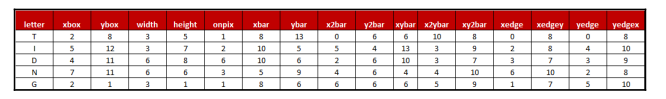 letter xbox ybox width height onpix xbar ybar x2bar y2bar xybar x2ybar xy2bar xedge xedgey yedge yedgex
T 2 8 3 5 1 8 13 0 6 6 10 8 0 8 0 8
I 5 12 3 7 2 10 5 5 4 13 3 9 2 8 4 10
D 4 11 6 8 6 10 6 2 6 10 3 7 3 7 3 9
N 7 11 6 6 3 5 9 4 6 4 4 10 6 10 2 8
G 2 1 3 1 1 8 6 6 6 6 5 9 1 7 5 10